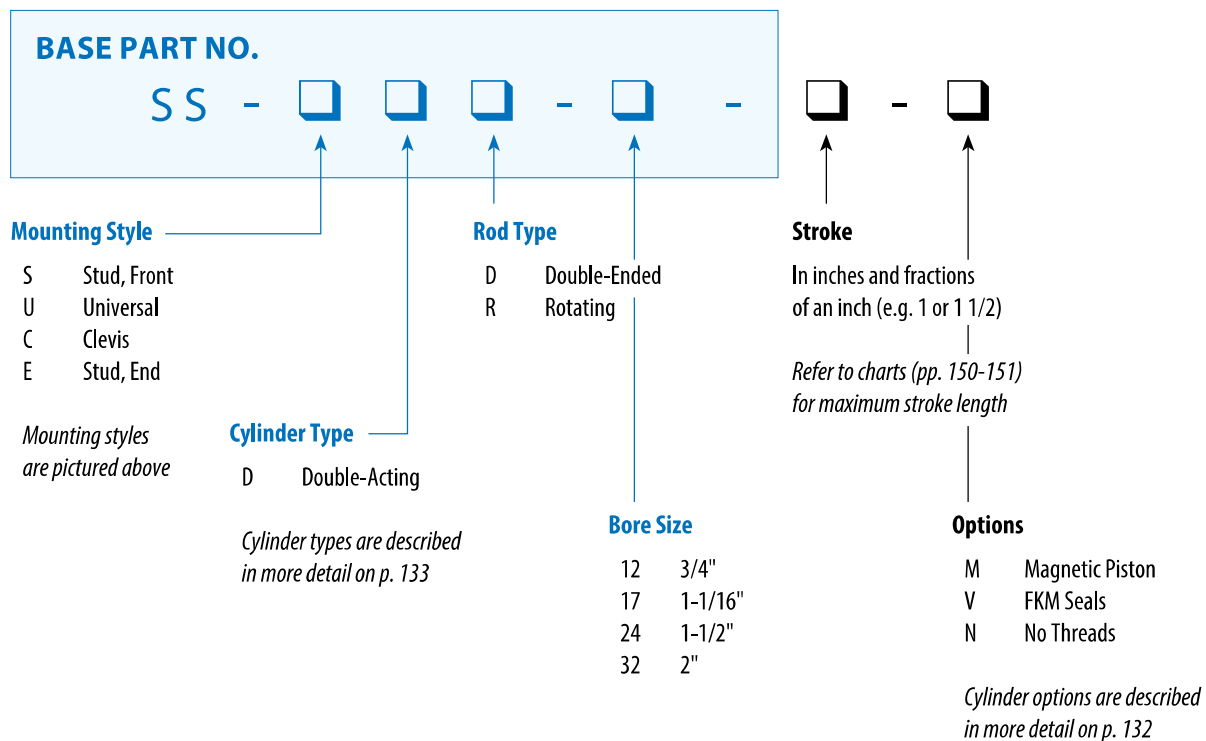 BASE PART NO.
SS - ❑ ❑ ❑ - ❑ - ❑ - ❑
Mounting Style
S Stud, Front
U Universal
C Clevis
E Stud, End
Mounting styles
are pictured above
Cylinder Type
D Double-Acting
Cylinder types are described
in more detail on p. 133
Rod Type
D Double-Ended
R Rotating
Bore Size
12 3/4"
17 1-1/16"
24 1-1/2"
32 2"
Stroke
In inches and fractions
of an inch (e.g. 1 or 1 1/2)
Refer to charts (pp. 150-151)
for maximum stroke length
Options
M Magnetic Piston
V FKM Seals
N No Threads
Cylinder options are described
in more detail on p. 132